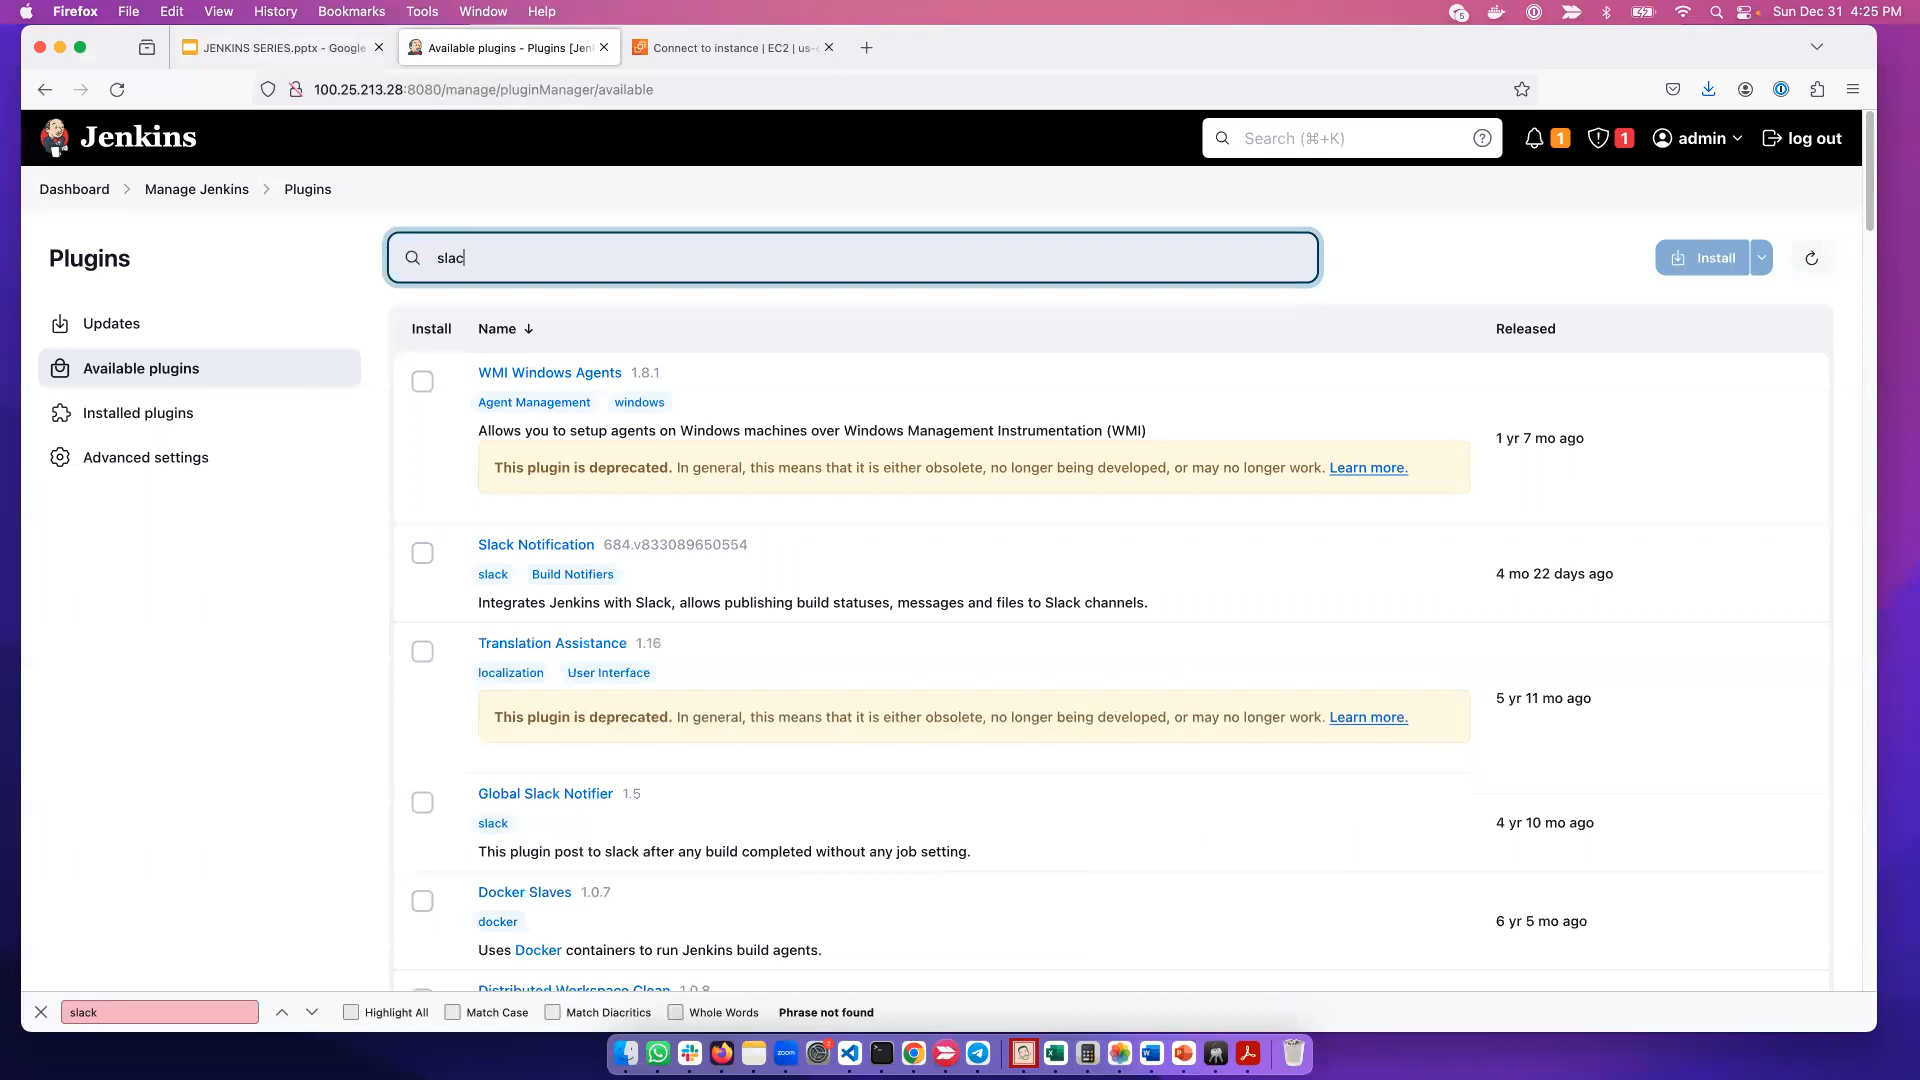 Firefox File Edit View History Bookmarks Tools Window Help
5
Sun Dec 31 4:25 PM
JENKINS SERIES.pptx - Google
Available plugins - Plugins [Jen
Connect to instance | EC2 | us-
100.25.213.28:8080/manage/pluginManager/available
Jenkins
Search (⌘+K)
1
1
admin
log out
Dashboard > Manage Jenkins > Plugins
Plugins
slac
Install
Updates
Available plugins
Installed plugins
Advanced settings
Install Name ↓ Released
WMI Windows Agents 1.8.1
Agent Management windows
Allows you to setup agents on Windows machines over Windows Management Instrumentation (WMI)
1 yr 7 mo ago
This plugin is deprecated. In general, this means that it is either obsolete, no longer being developed, or may no longer work. Learn more.
Slack Notification 684.v833089650554
slack Build Notifiers
4 mo 22 days ago
Integrates Jenkins with Slack, allows publishing build statuses, messages and files to Slack channels.
Translation Assistance 1.16
localization User Interface
5 yr 11 mo ago
This plugin is deprecated. In general, this means that it is either obsolete, no longer being developed, or may no longer work. Learn more.
Global Slack Notifier 1.5
slack
4 yr 10 mo ago
This plugin post to slack after any build completed without any job setting.
Docker Slaves 1.0.7
docker
6 yr 5 mo ago
Uses Docker containers to run Jenkins build agents.
Distributed Workspace Clean 1.0.8
slack
Highlight All Match Case Match Diacritics Whole Words Phrase not found
zoom
2